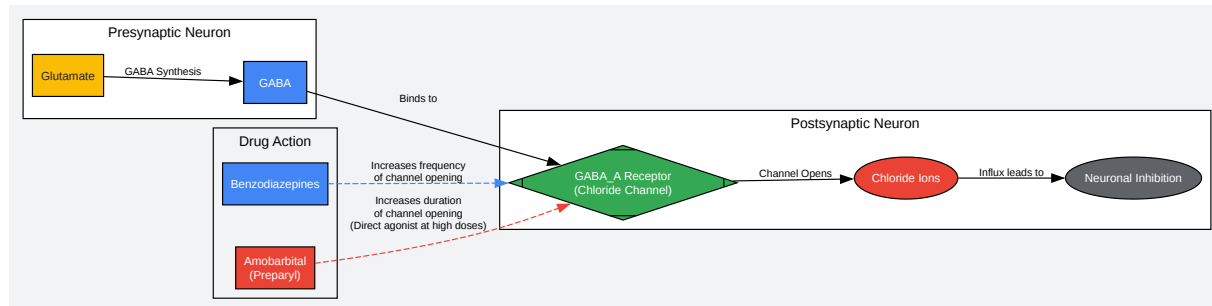 Presynaptic Neuron
Glutamate
GABA Synthesis
GABA
Binds to
Drug Action
Benzodiazepines
Increases frequency
of channel opening
Amobarbital
(Preparyl)
Increases duration
of channel opening
(Direct agonist at high doses)
Postsynaptic Neuron
GABA_A Receptor
(Chloride Channel)
Channel Opens
Chloride Ions
Influx leads to
Neuronal Inhibition